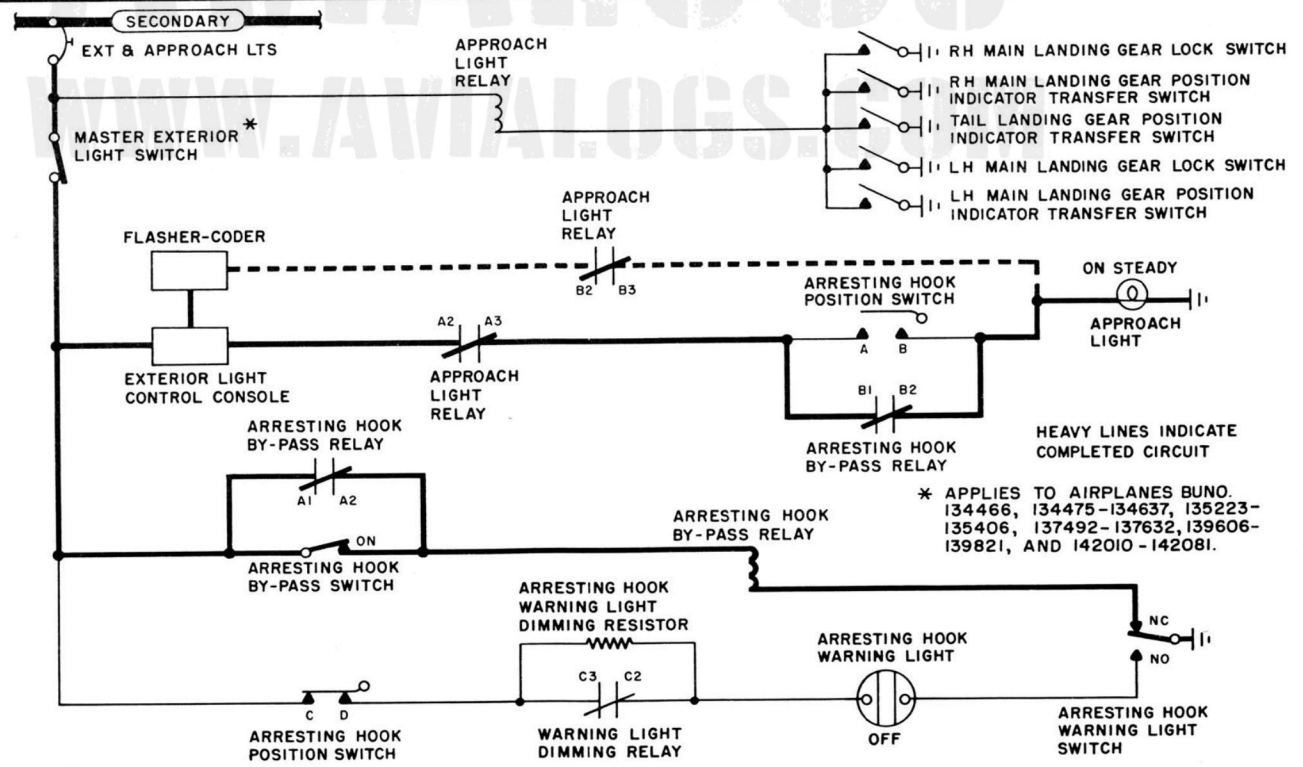 SECONDARY
EXT & APPROACH LTS
APPROACH
LIGHT
RELAY
RH MAIN LANDING GEAR LOCK SWITCH
RH MAIN LANDING GEAR POSITION
INDICATOR TRANSFER SWITCH
TAIL LANDING GEAR POSITION
INDICATOR TRANSFER SWITCH
LH MAIN LANDING GEAR LOCK SWITCH
LH MAIN LANDING GEAR POSITION
INDICATOR TRANSFER SWITCH
WWW.AVIALOGS.COM
MASTER EXTERIOR *
LIGHT SWITCH
APPROACH
LIGHT
RELAY
B2 B3
FLASHER-CODER
ARRESTING HOOK
POSITION SWITCH
A B
ON STEADY
APPROACH
LIGHT
A2 A3
APPROACH
LIGHT
RELAY
EXTERIOR LIGHT
CONTROL CONSOLE
B1 B2
ARRESTING HOOK
BY-PASS RELAY
ARRESTING HOOK
BY-PASS RELAY
A1 A2
HEAVY LINES INDICATE
COMPLETED CIRCUIT
* APPLIES TO AIRPLANES BUNO.
134466, 134475-134637, 135223-
135406, 137492-137632, 139606-
139821, AND 142010-142081.
ON
ARRESTING HOOK
BY-PASS SWITCH
ARRESTING HOOK
BY-PASS RELAY
ARRESTING HOOK
WARNING LIGHT
DIMMING RESISTOR
C3 C2
WARNING LIGHT
DIMMING RELAY
ARRESTING HOOK
WARNING LIGHT
OFF
NC
NO
ARRESTING HOOK
WARNING LIGHT
SWITCH
C D
ARRESTING HOOK
POSITION SWITCH